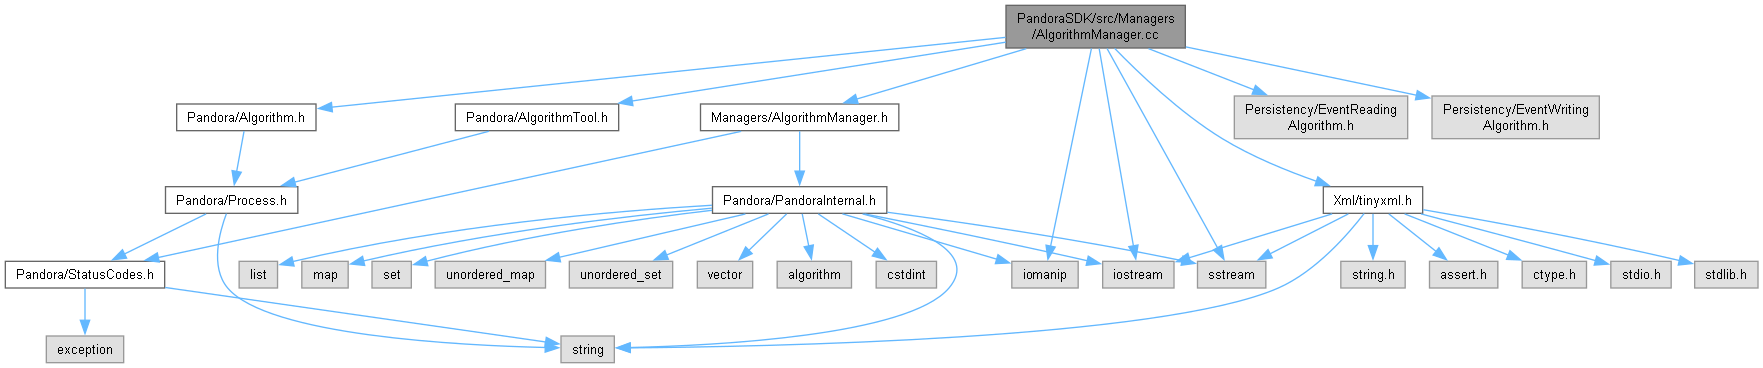 PandoraSDK/src/Managers
/AlgorithmManager.cc
Pandora/Algorithm.h
Pandora/AlgorithmTool.h
Managers/AlgorithmManager.h
Persistency/EventReading
Algorithm.h
Persistency/EventWriting
Algorithm.h
Pandora/Process.h
Pandora/PandoraInternal.h
Xml/tinyxml.h
Pandora/StatusCodes.h
list
map
set
unordered_map
unordered_set
vector
algorithm
cstdint
iomanip
iostream
sstream
string.h
assert.h
ctype.h
stdio.h
stdlib.h
exception
string